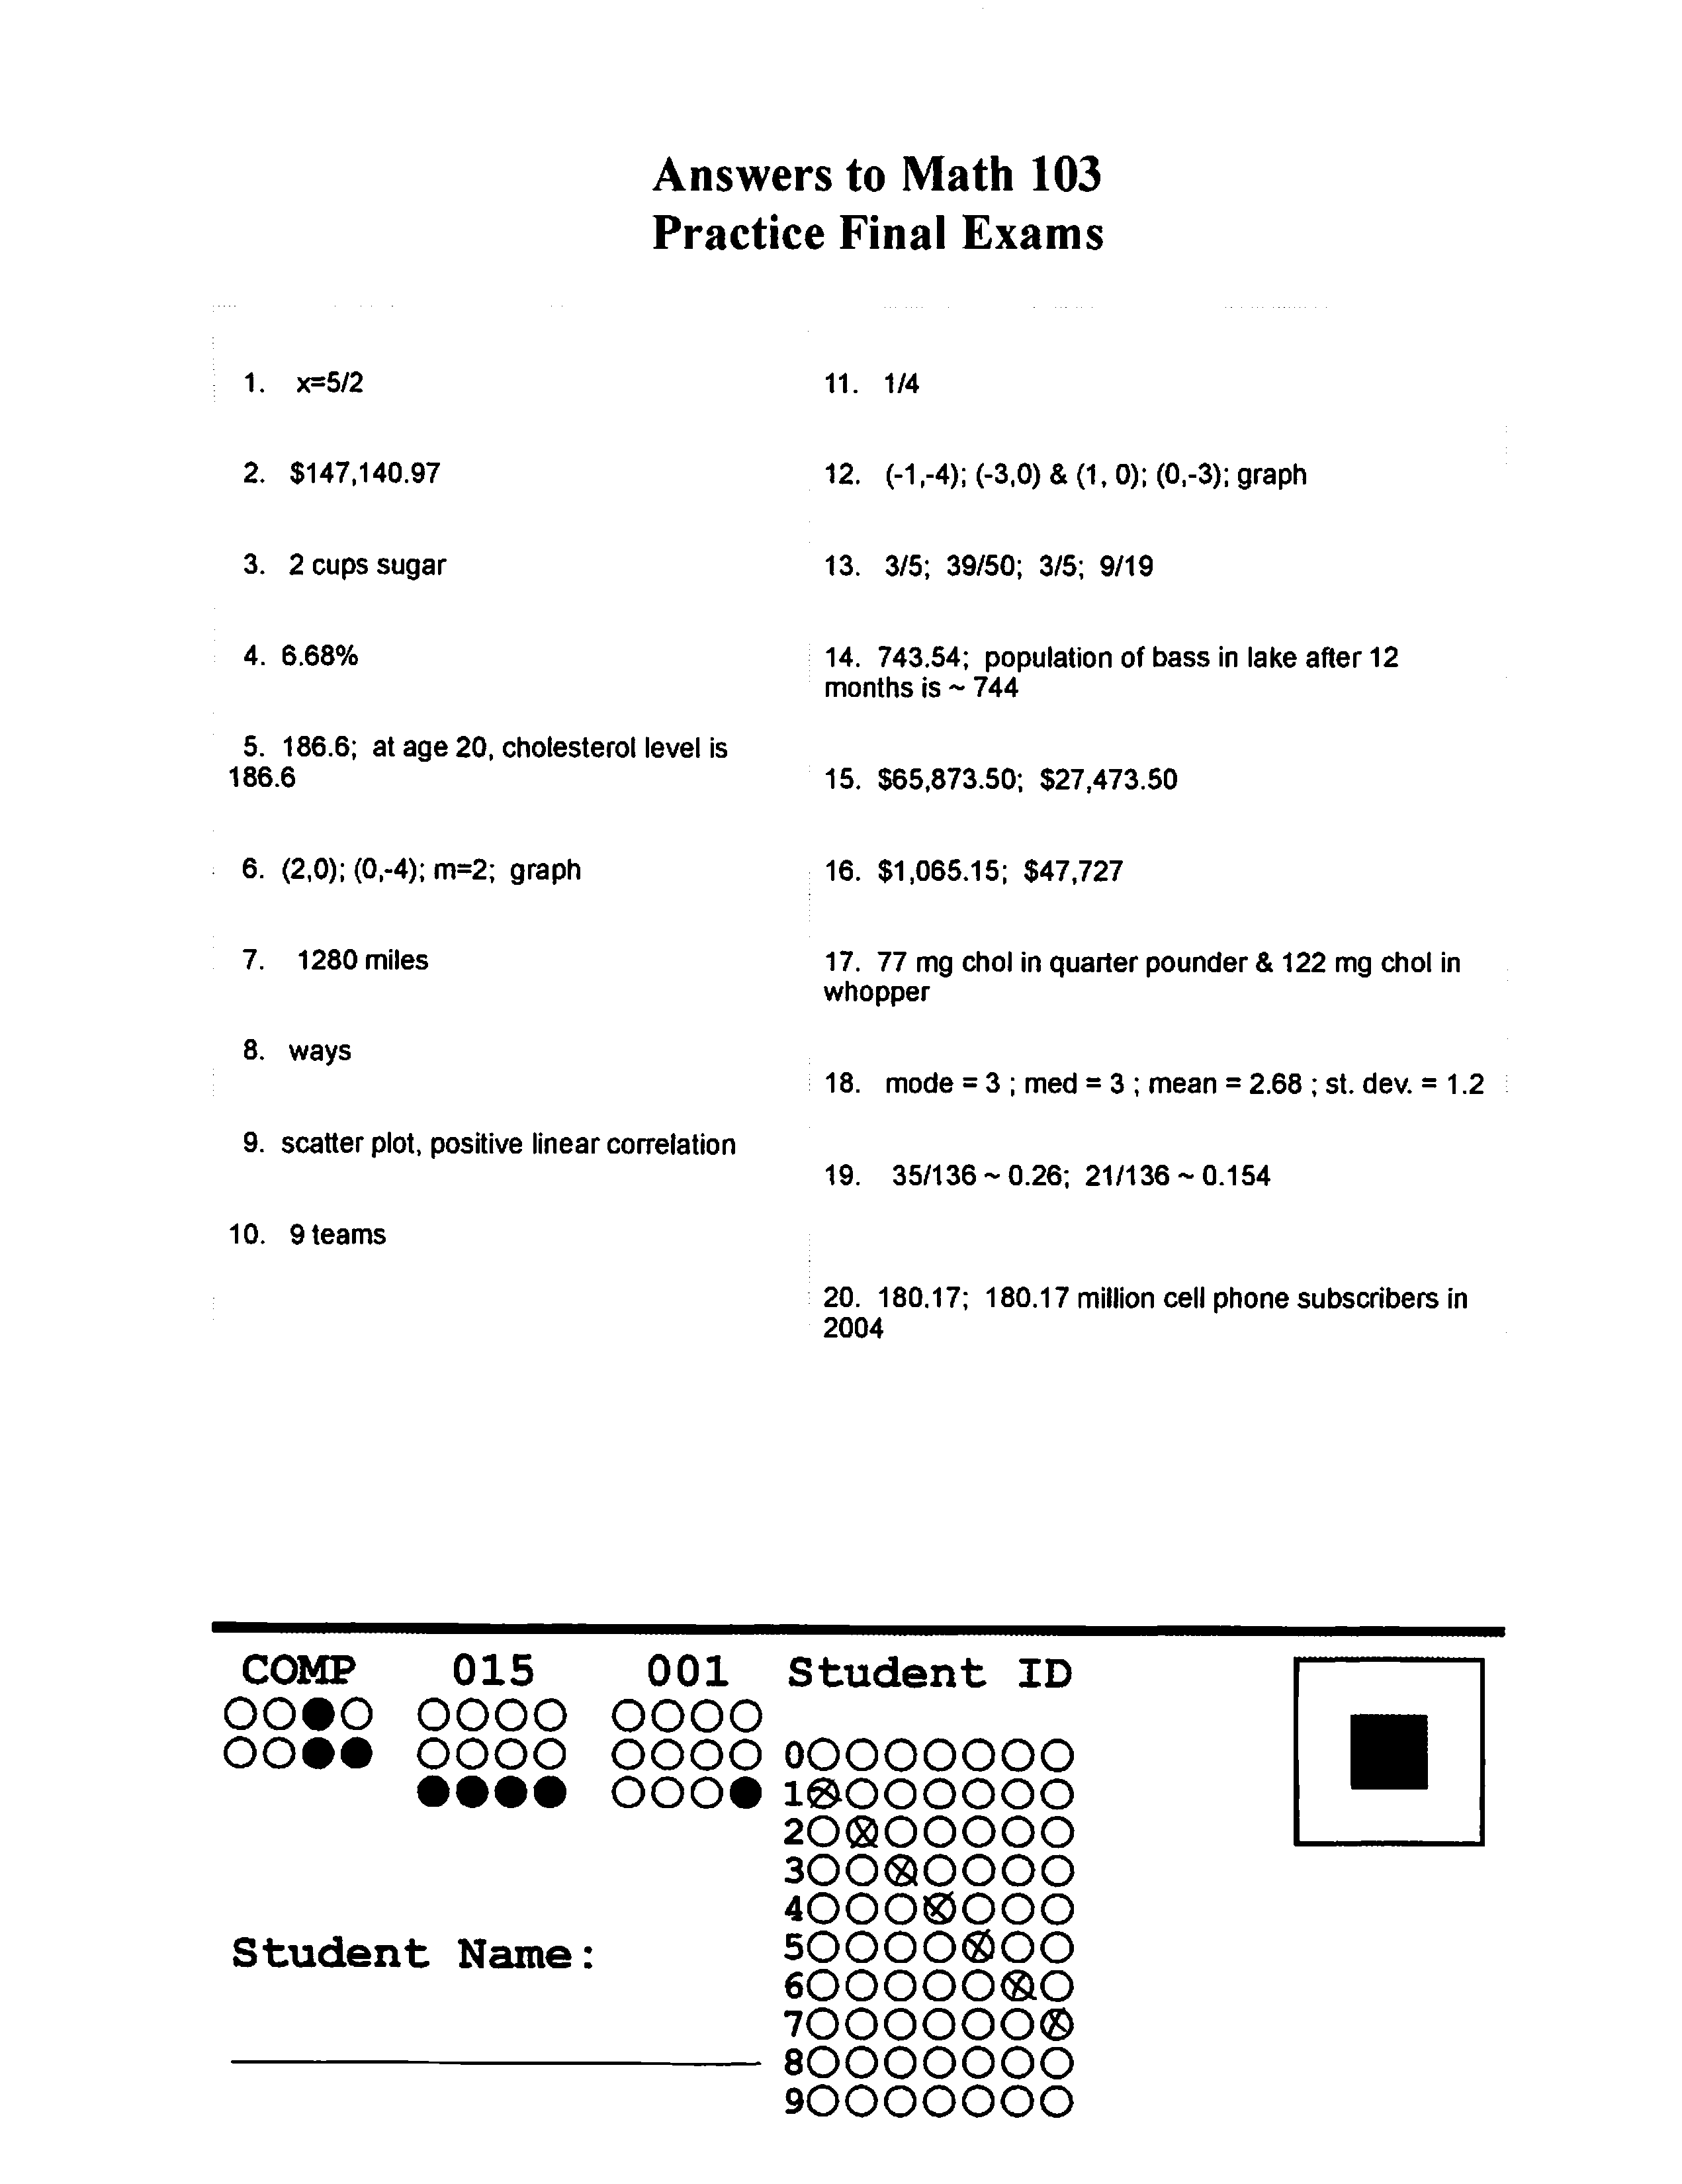 Answers to Math 103
Practice Final Exams
1. x=5/2
2. $147,140.97
3. 2 cups sugar
4. 6.68%
5. 186.6; at age 20, cholesterol level is
186.6
6. (2,0); (0,-4); m=2; graph
7. 1280 miles
8. ways
9. scatter plot, positive linear correlation
10. 9 teams
11. 1/4
12. (-1,-4); (-3,0) & (1, 0); (0,-3); graph
13. 3/5; 39/50; 3/5; 9/19
14. 743.54; population of bass in lake after 12
months is ~ 744
15. $65,873.50; $27,473.50
16. $1,065.15; $47,727
17. 77 mg chol in quarter pounder & 122 mg chol in
whopper
18. mode = 3 ; med = 3 ; mean = 2.68 ; st. dev. = 1.2
19. 35/136 ~ 0.26; 21/136 ~ 0.154
20. 180.17; 180.17 million cell phone subscribers in
2004
COMP 015 001 Student ID
0
1
2
3
4
5
6
7
8
9
Student Name: